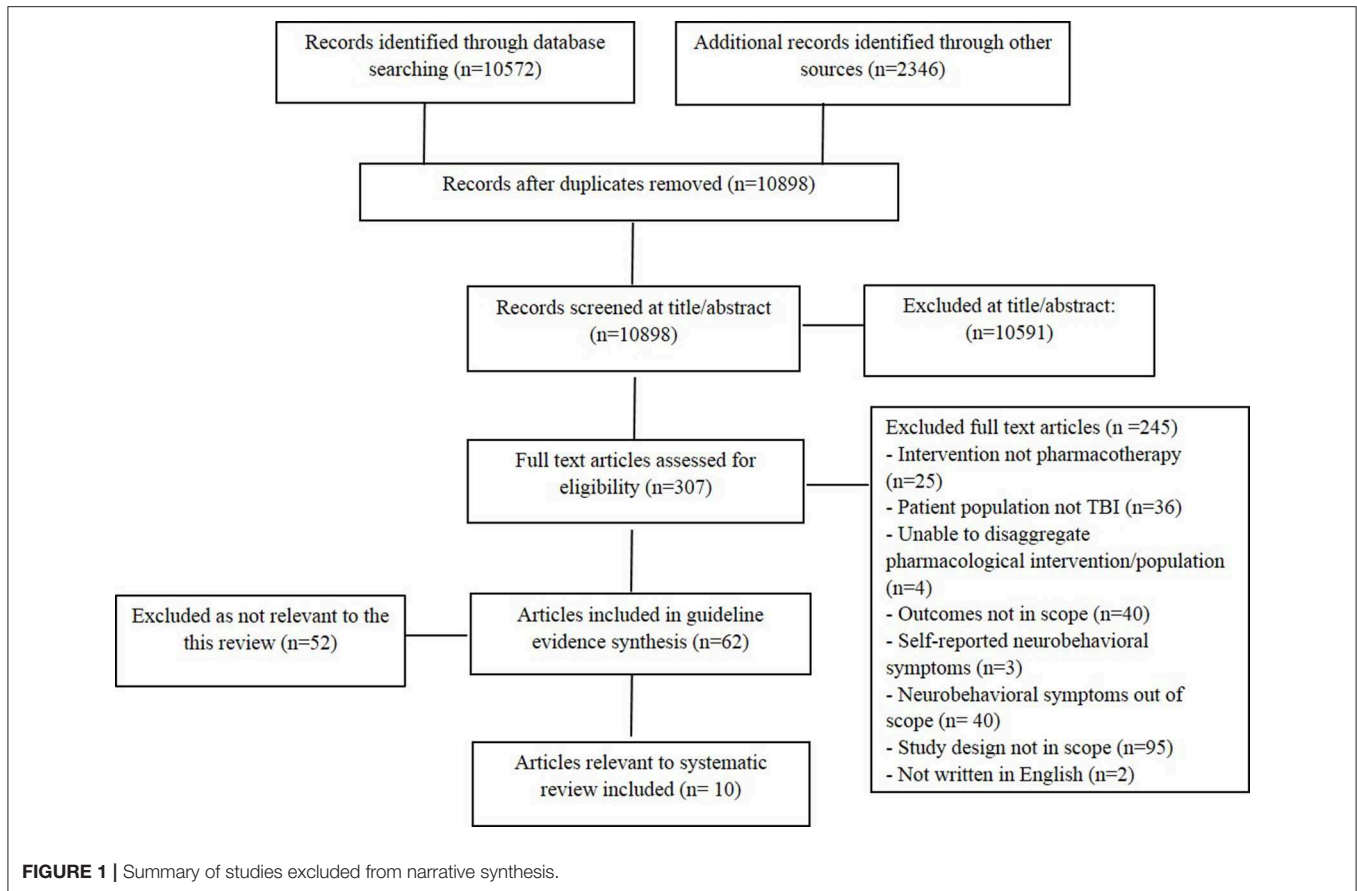 Records identified through database
searching (n=10572)
Additional records identified through other
sources (n=2346)
Records after duplicates removed (n=10898)
Records screened at title/abstract
(n=10898)
Excluded at title/abstract:
(n=10591)
Full text articles assessed for
eligibility (n=307)
Excluded full text articles (n =245)
- Intervention not pharmacotherapy
(n=25)
- Patient population not TBI (n=36)
- Unable to disaggregate
pharmacological intervention/population
(n=4)
- Outcomes not in scope (n=40)
- Self-reported neurobehavioral
symptoms (n=3)
- Neurobehavioral symptoms out of
scope (n= 40)
- Study design not in scope (n=95)
- Not written in English (n=2)
Excluded as not relevant to the
this review (n=52)
Articles included in guideline
evidence synthesis (n=62)
Articles relevant to systematic
review included (n= 10)
FIGURE 1 | Summary of studies excluded from narrative synthesis.